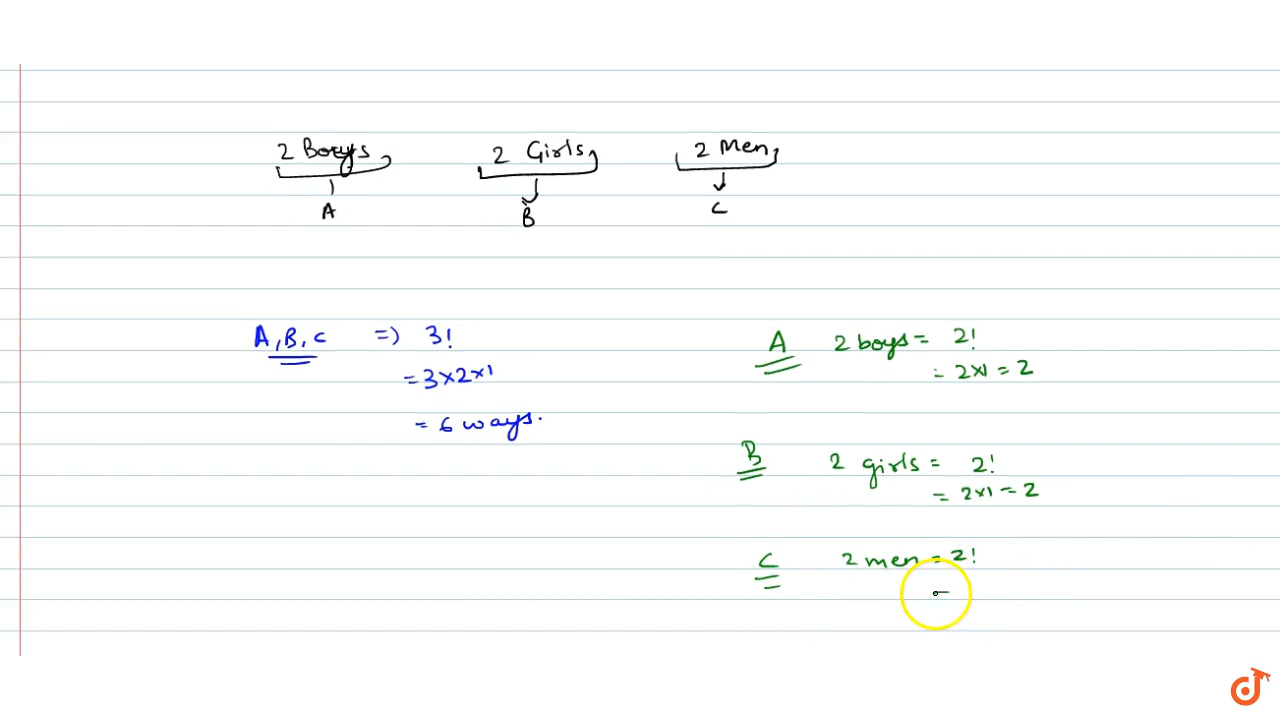 2 Boys 2 Girls 2 Men
A B C
A, B, C => 3!
= 3×2×1
= 6 ways.
A 2 boys = 2!
= 2×1 = 2
B 2 girls = 2!
= 2×1 = 2
C 2 men = 2!
=
d